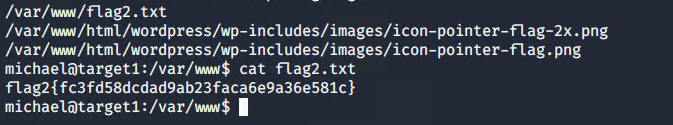 /var/www/flag2.txt
/var/www/html/wordpress/wp-includes/images/icon-pointer-flag-2x.png
/var/www/html/wordpress/wp-includes/images/icon-pointer-flag.png
michael@target1:/var/www$ cat flag2.txt
flag2{fc3fd58dcdad9ab23faca6e9a36e581c}
michael@target1:/var/www$